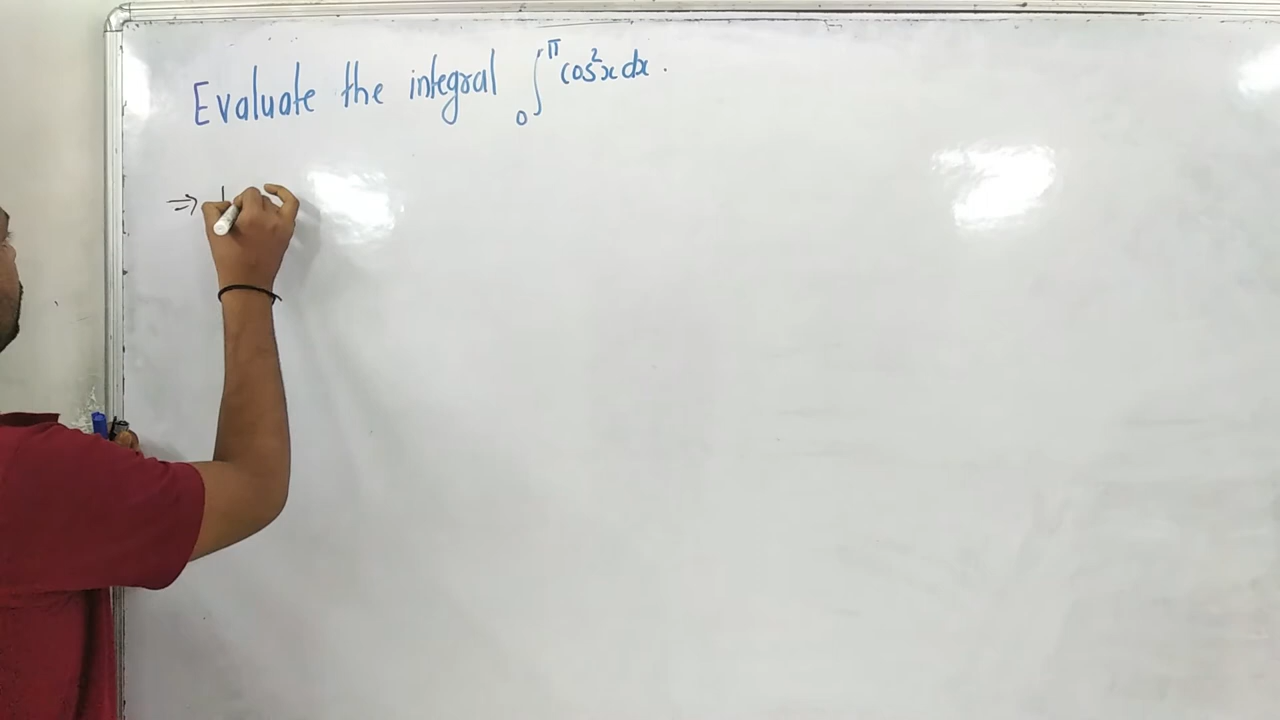 Evaluate the integral ∫₀^π cos²x dx.
⇒